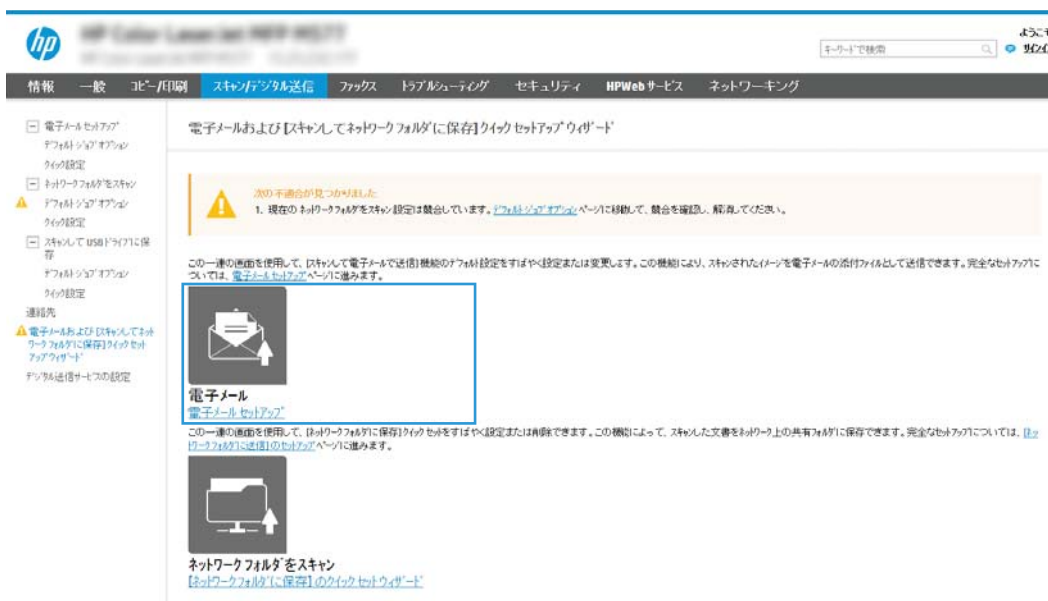 hp
ようこそ
キーワードで検索
情報 一般 コピー/印刷 スキャン/デジタル送信 ファックス トラブルシューティング セキュリティ HPWeb サービス ネットワーキング
電子メール セットアップ
デフォルト ジョブ オプション
クイック設定
ネットワーク フォルダをスキャン
デフォルト ジョブ オプション
クイック設定
スキャンして USB ドライブに保
存
デフォルト ジョブ オプション
クイック設定
連絡先
電子メールおよび [スキャンしてネット
ワーク フォルダに保存] クイック セット
アップ ウィザード
デジタル送信サービスの設定
電子メールおよび [スキャンしてネットワーク フォルダに保存] クイック セットアップ ウィザード
次の不適合が見つかりました
1. 現在の ネットワーク フォルダをスキャン 設定は競合しています。デフォルト ジョブ オプション ページに移動して、競合を確認し、解消してください。
この一連の画面を使用して、[スキャンして電子メールで送信] 機能のデフォルト設定をすばやく設定または変更します。この機能により、スキャンされたイメージを電子メールの添付ファイルとして送信できます。完全なセットアップに
ついては、電子メール セットアップ ページに進みます。
電子メール
電子メール セットアップ
この一連の画面を使用して、[ネットワーク フォルダに保存] クイック セットをすばやく設定または削除できます。この機能によって、スキャンした文書をネットワーク上の共有フォルダに保存できます。完全なセットアップについては、[ネッ
トワーク フォルダに送信] のセットアップ ページに進みます。
ネットワーク フォルダをスキャン
[ネットワーク フォルダに保存] のクイック セット ウィザード